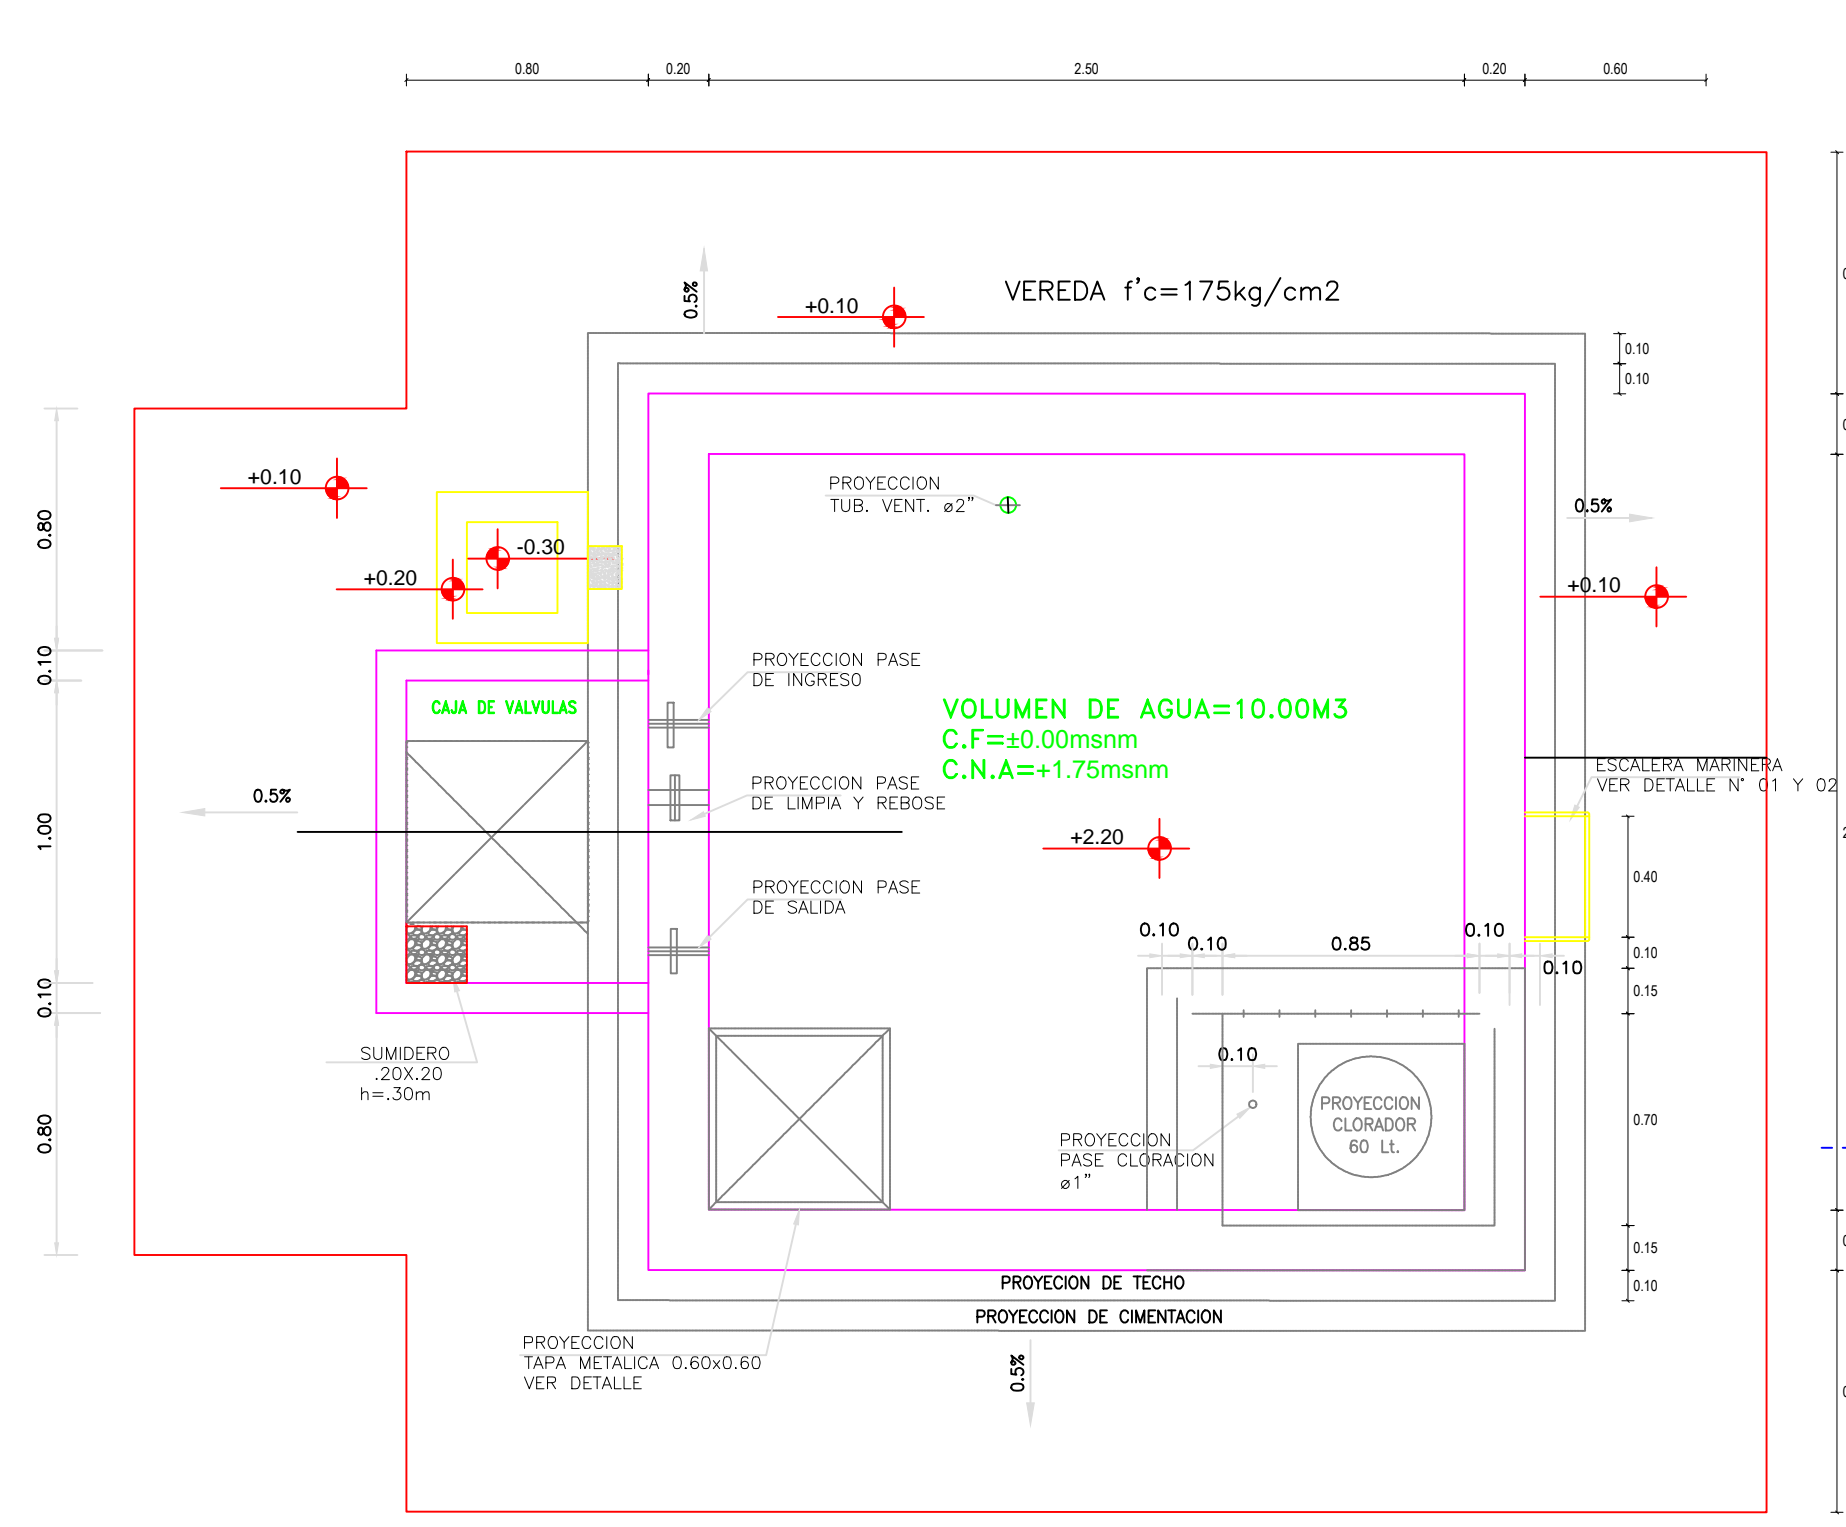 0.80
0.20
2.50
0.20
0.60
VEREDA f'c=175kg/cm2
0.5%
+0.10
0.10
0.10
+0.10
PROYECCION
TUB. VENT. ø2"
0.5%
0.80
-0.30
+0.20
+0.10
0.10
PROYECCION PASE
DE INGRESO
CAJA DE VALVULAS
VOLUMEN DE AGUA=10.00M3
C.F=±0.00msnm
C.N.A=+1.75msnm
ESCALERA MARINERA
VER DETALLE N° 01 Y 02
PROYECCION PASE
DE LIMPIA Y REBOSE
0.5%
1.00
+2.20
0.40
PROYECCION PASE
DE SALIDA
0.10
0.10
0.85
0.10
0.10
0.10
0.15
0.10
SUMIDERO
.20X.20
h=.30m
0.10
0.80
PROYECCION
CLORADOR
60 Lt.
0.70
PROYECCION
PASE CLORACION
ø1"
0.15
0.10
PROYECION DE TECHO
PROYECCION DE CIMENTACION
PROYECCION
TAPA METALICA 0.60x0.60
VER DETALLE
0.5%